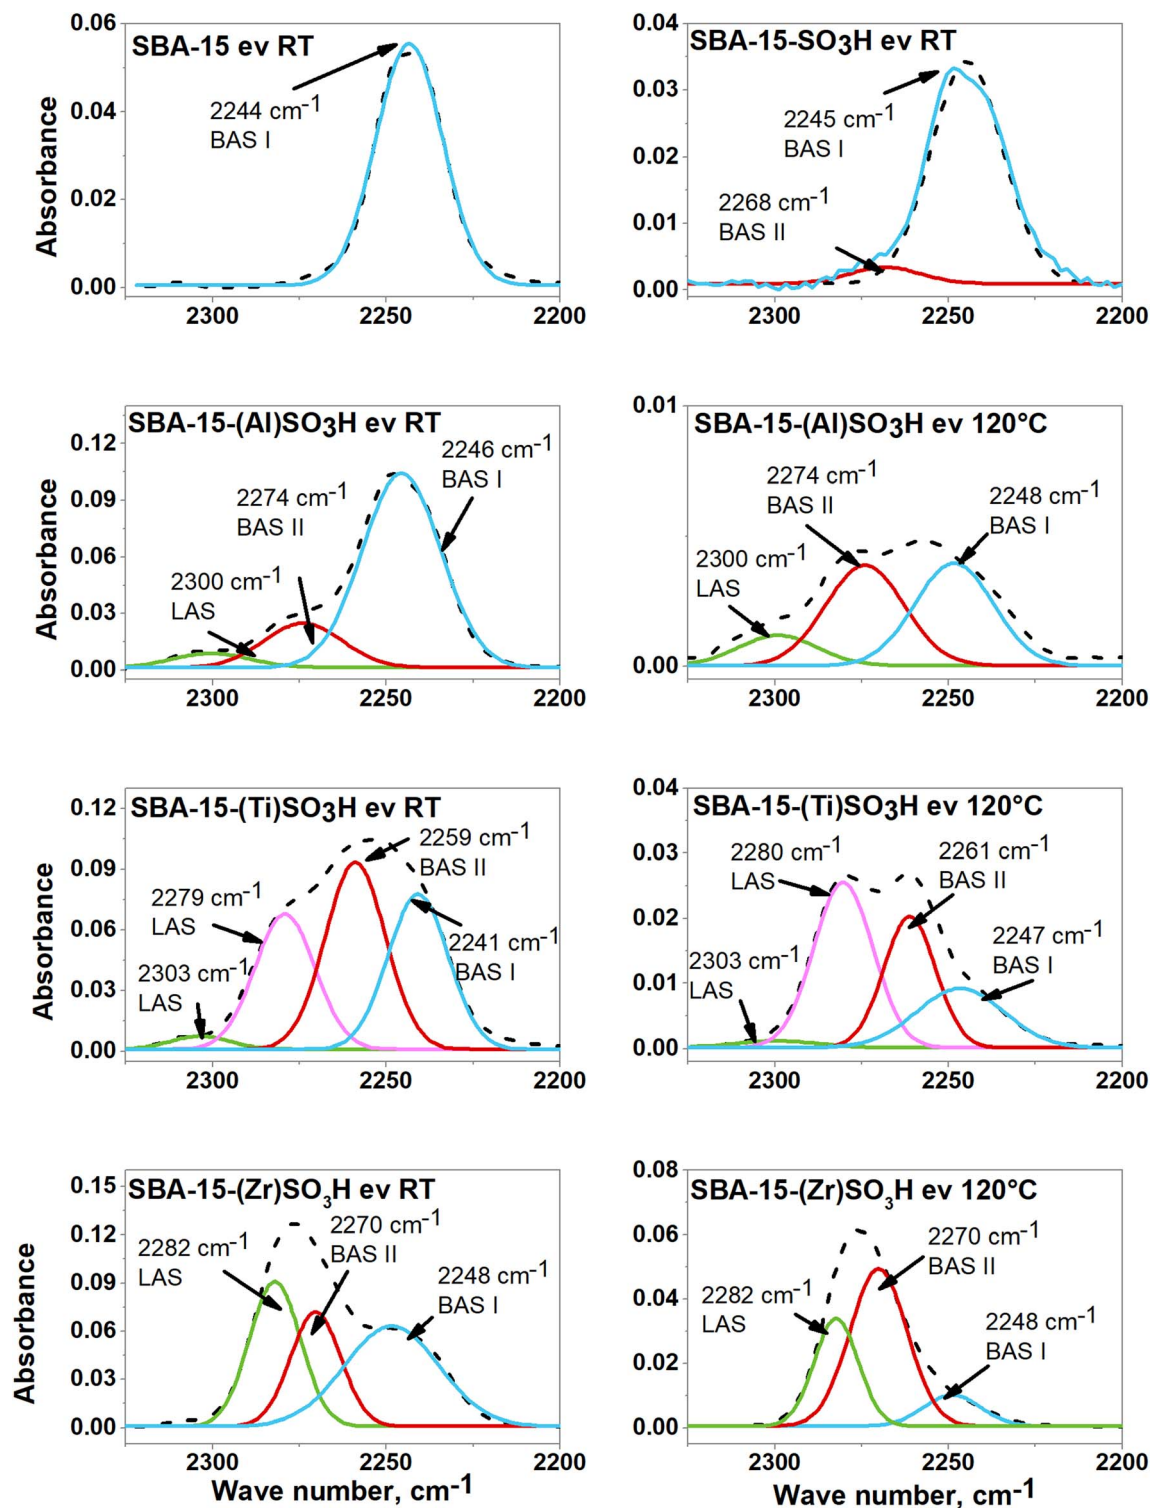 SBA-15 ev RT
0.06
0.04
0.02
0.00
2300
2250
2200
Absorbance
2244 cm⁻¹
BAS I
SBA-15-SO₃H ev RT
0.04
0.03
0.02
0.01
0.00
2300
2250
2200
2245 cm⁻¹
BAS I
2268 cm⁻¹
BAS II
SBA-15-(Al)SO₃H ev RT
0.12
0.09
0.06
0.03
0.00
2300
2250
2200
Absorbance
2246 cm⁻¹
BAS I
2274 cm⁻¹
BAS II
2300 cm⁻¹
LAS
SBA-15-(Al)SO₃H ev 120°C
0.01
0.00
2300
2250
2200
2274 cm⁻¹
BAS II
2248 cm⁻¹
BAS I
2300 cm⁻¹
LAS
SBA-15-(Ti)SO₃H ev RT
0.12
0.09
0.06
0.03
0.00
2300
2250
2200
Absorbance
2259 cm⁻¹
BAS II
2279 cm⁻¹
LAS
2241 cm⁻¹
BAS I
2303 cm⁻¹
LAS
SBA-15-(Ti)SO₃H ev 120°C
0.04
0.03
0.02
0.01
0.00
2300
2250
2200
2280 cm⁻¹
LAS
2261 cm⁻¹
BAS II
2247 cm⁻¹
BAS I
2303 cm⁻¹
LAS
SBA-15-(Zr)SO₃H ev RT
0.15
0.12
0.09
0.06
0.03
0.00
2300
2250
2200
Absorbance
Wave number, cm⁻¹
2270 cm⁻¹
BAS II
2282 cm⁻¹
LAS
2248 cm⁻¹
BAS I
SBA-15-(Zr)SO₃H ev 120°C
0.08
0.06
0.04
0.02
0.00
2300
2250
2200
Wave number, cm⁻¹
2270 cm⁻¹
BAS II
2282 cm⁻¹
LAS
2248 cm⁻¹
BAS I